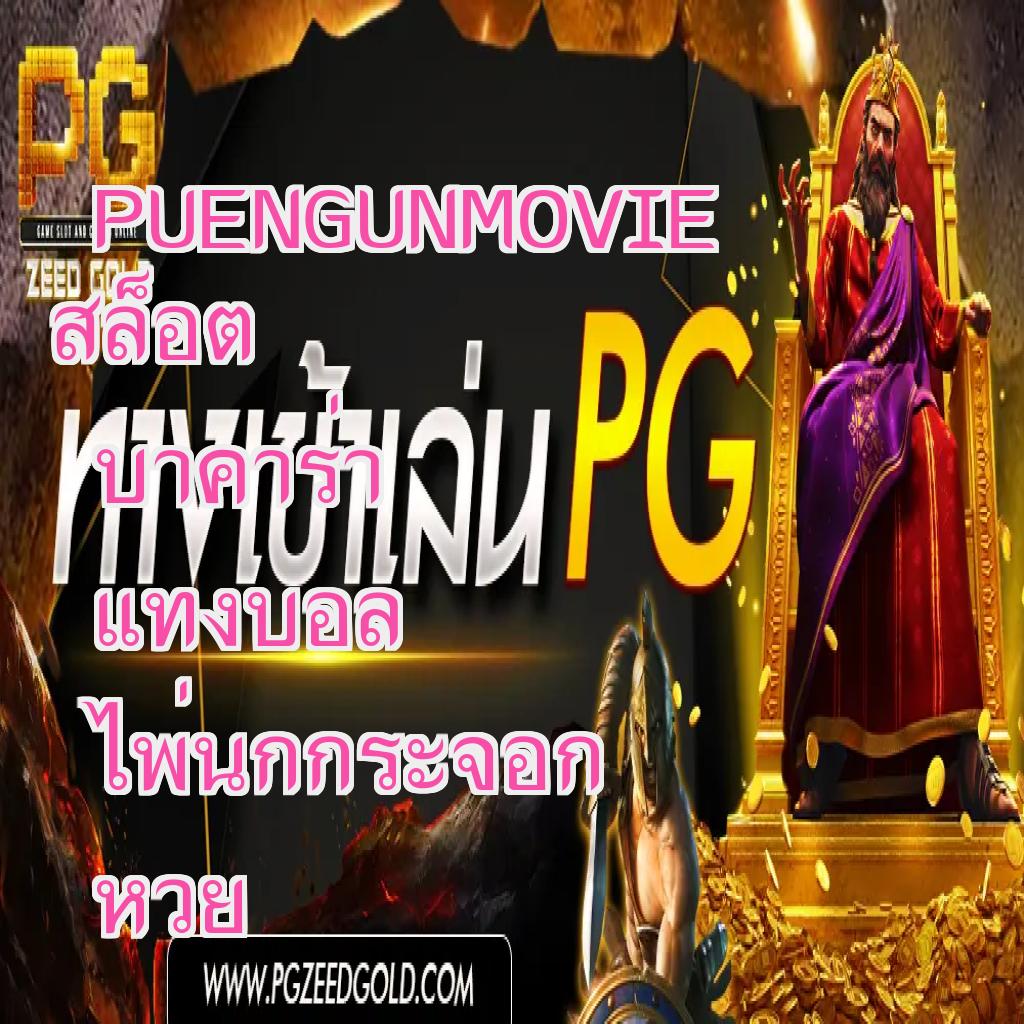 PG
GAME SLOT AND
ZEED GOLD
PUENGUNMOVIE
สล็อต
ทางเข้าเล่น PG
บาคาร่า
แทงบอล
ไพ่นกกระจอก
หวย
WWW.PGZEEDGOLD.COM